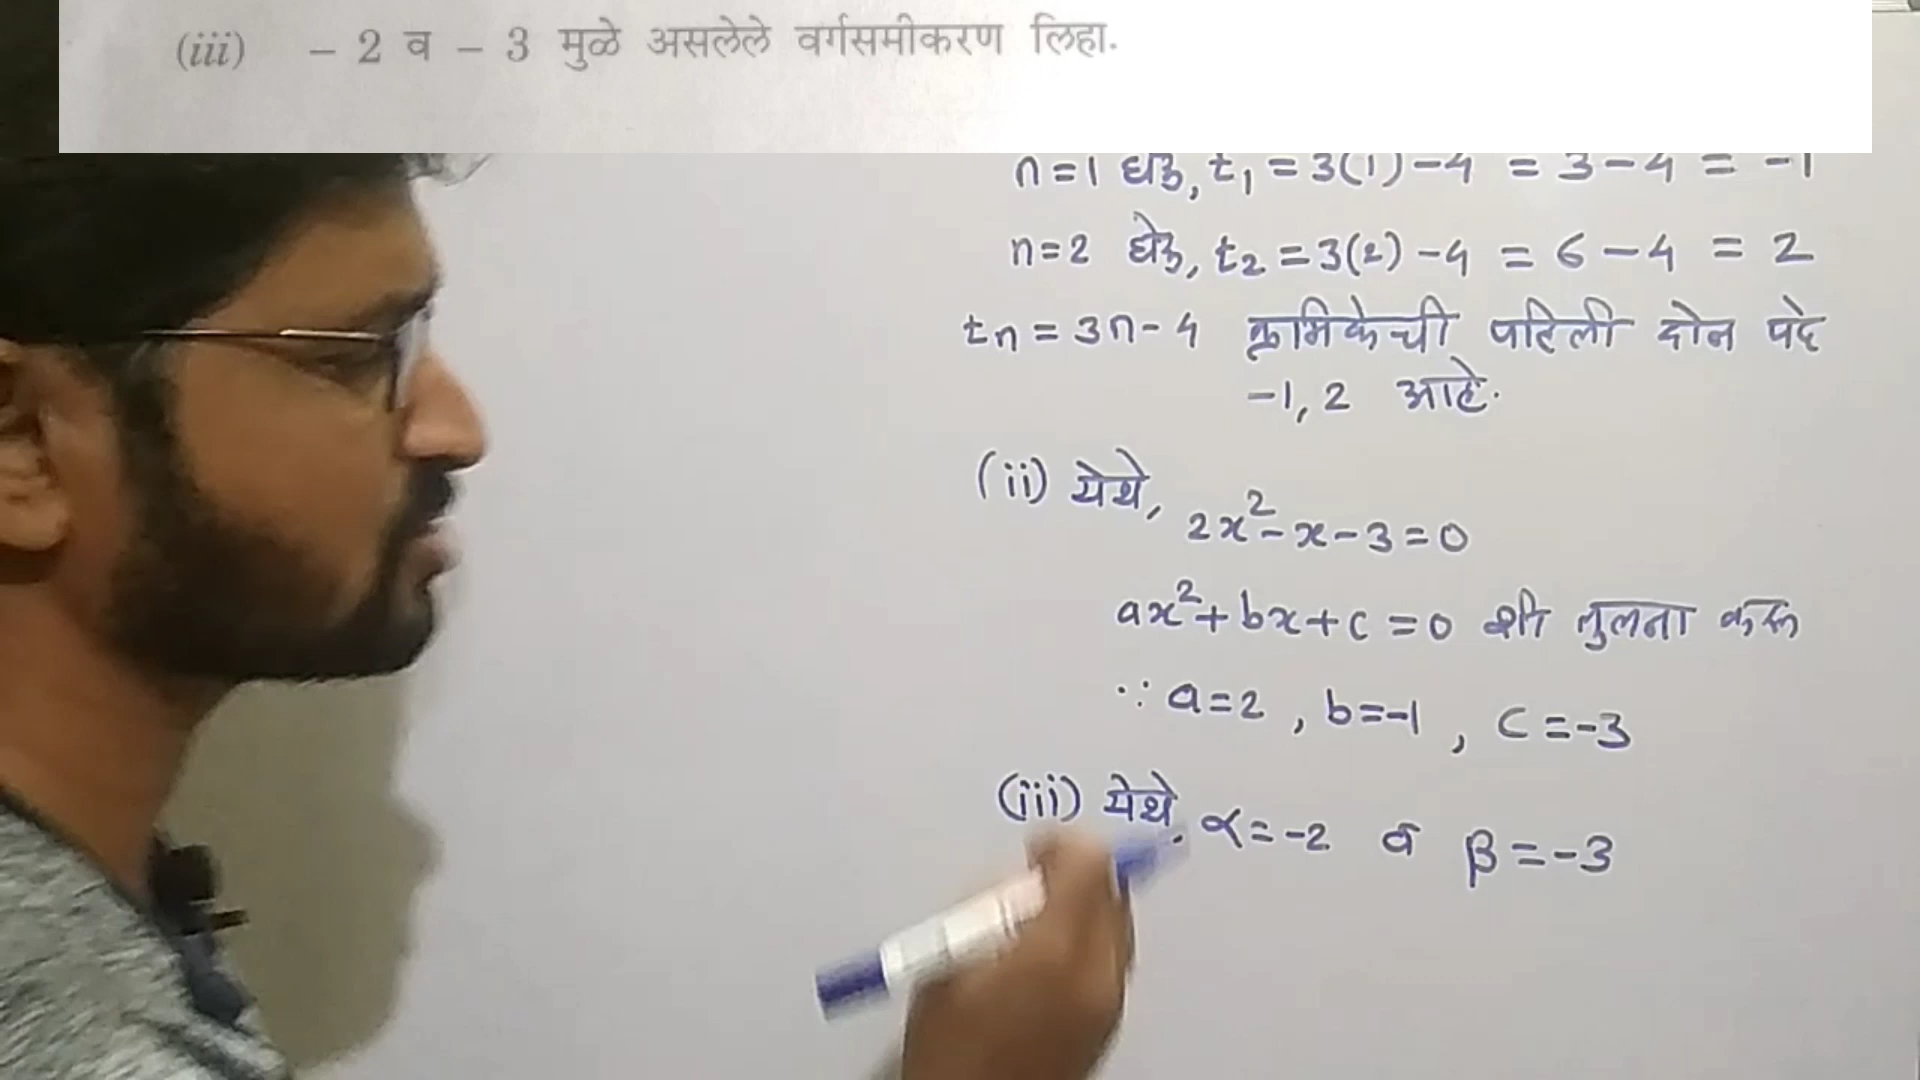 (iii) – 2 व – 3 मुळे असलेले वर्गसमीकरण लिहा.
n=1 घेऊ, t₁ = 3(1)-4 = 3-4 = -1
n=2 घेऊ, t₂ = 3(2)-4 = 6-4 = 2
tn = 3n-4 क्रमिकेची पहिली दोन पदे
-1, 2 आहे.
(ii) येथे, 2x²-x-3=0
ax²+bx+c=0 शी तुलना करू
∵ a=2, b=-1, c=-3
(iii) येथे, α=-2 व β=-3